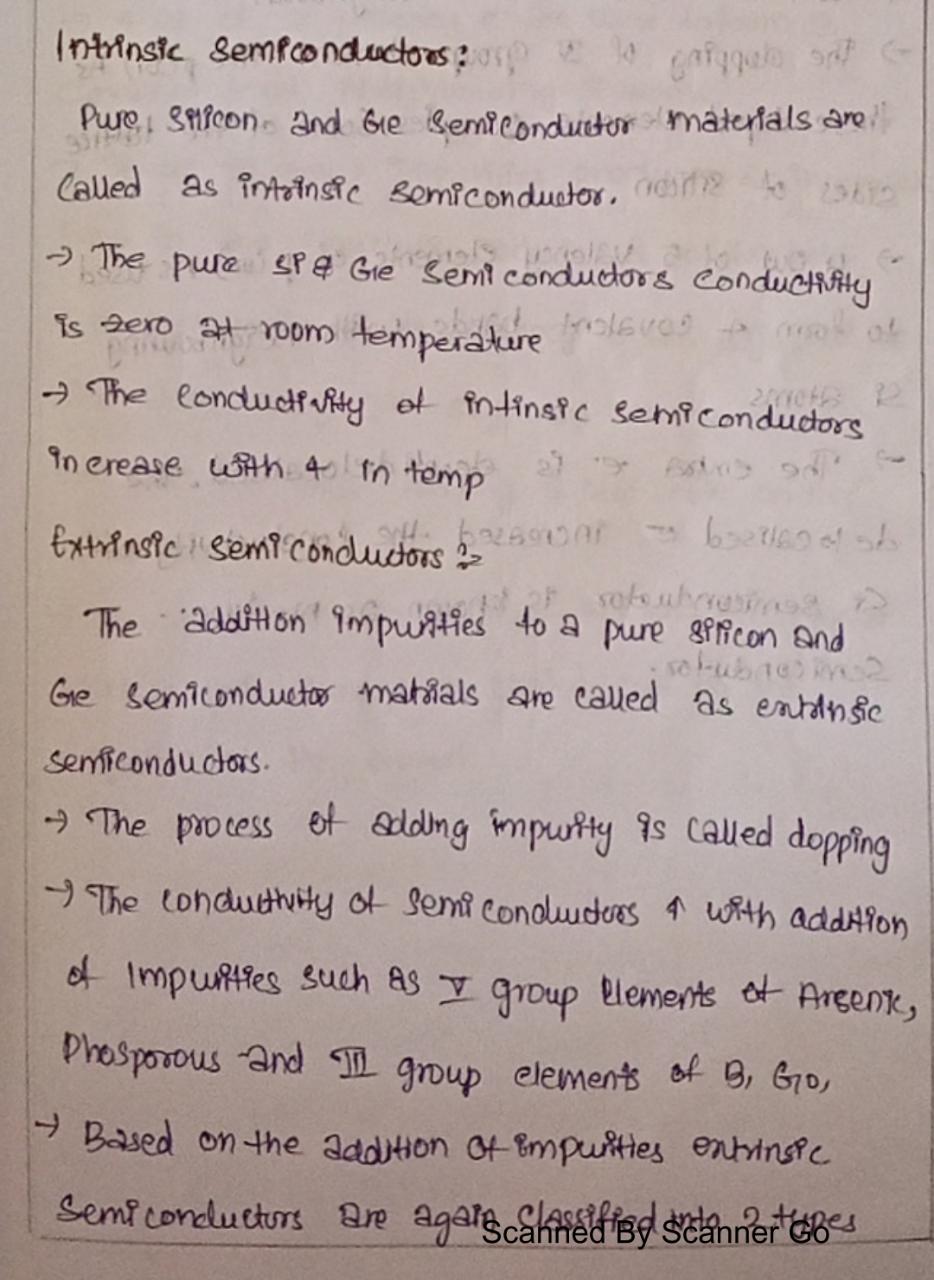 Intrinsic semiconductors:
Pure Silicon and Ge Semiconductor materials are
Called as intrinsic semiconductor.
→ The pure Si & Ge semiconductors conductivity
is zero at room temperature
→ The conductivity of intinsic semiconductors
increase with ↑ in temp
Extrinsic semiconductors :-
The addition impurities to a pure silicon and
Ge semiconductor matrials are called as extrinsic
semiconductors.
→ The process of adding impurity is called dopping
→ The conductivity of semiconductors ↑ with addition
of Impurities such as V group Elements of Arsenic,
Phosporous and III group elements of B, Ga,
→ Based on the addition of impurities extrinsic
Semiconductors are again classified into 2 types
Scanned By Scanner Go